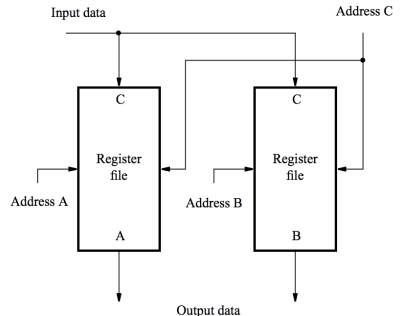 Input data
Address C
C
C
Register
file
Register
file
Address A
Address B
A
B
Output data